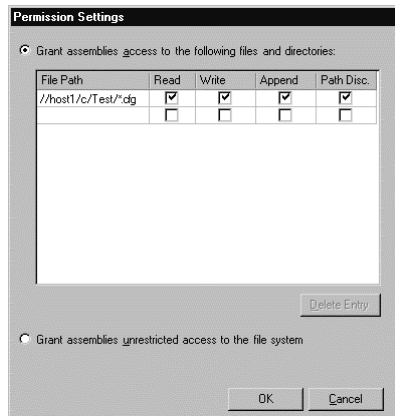 Permission Settings
Grant assemblies access to the following files and directories:
File Path Read Write Append Path Disc.
//host1/c/Test/*.dg
Delete Entry
Grant assemblies unrestricted access to the file system
OK Cancel